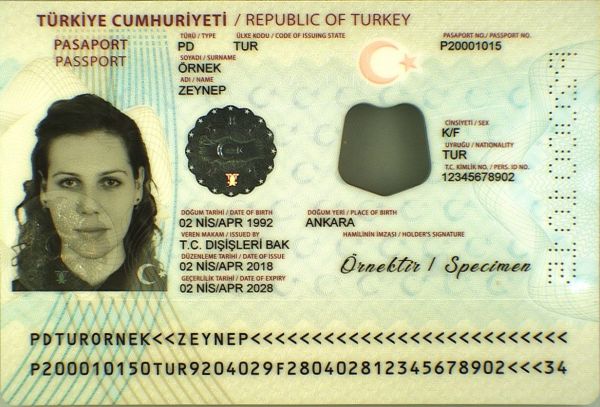 TÜRKİYE CUMHURİYETİ / REPUBLIC OF TURKEY
PASAPORT
PASSPORT
TÜRÜ / TYPE
PD
ÜLKE KODU / CODE OF ISSUING STATE
TUR
PASAPORT NO./ PASSPORT NO.
P20001015
SOYADI / SURNAME
ÖRNEK
ADI / NAME
ZEYNEP
CİNSİYETİ / SEX
K/F
UYRUĞU / NATIONALITY
TUR
T.C. KİMLİK NO. / PERS. ID NO.
12345678902
DOĞUM TARİHİ / DATE OF BIRTH
02 NİS/APR 1992
DOĞUM YERİ / PLACE OF BIRTH
ANKARA
VEREN MAKAM / ISSUED BY
T.C. DIŞİŞLERİ BAK
HAMİLİNİN İMZASI / HOLDER'S SIGNATURE
Örnektir / Specimen
DÜZENLEME TARİHİ / DATE OF ISSUE
02 NİS/APR 2018
GEÇERLİLİK TARİHİ / DATE OF EXPIRY
02 NİS/APR 2028
PDTURORNEK<<ZEYNEP<<<<<<<<<<<<<<<<<<<<<<<<<<
P200010150TUR9204029F28040281234567890​2<<<34